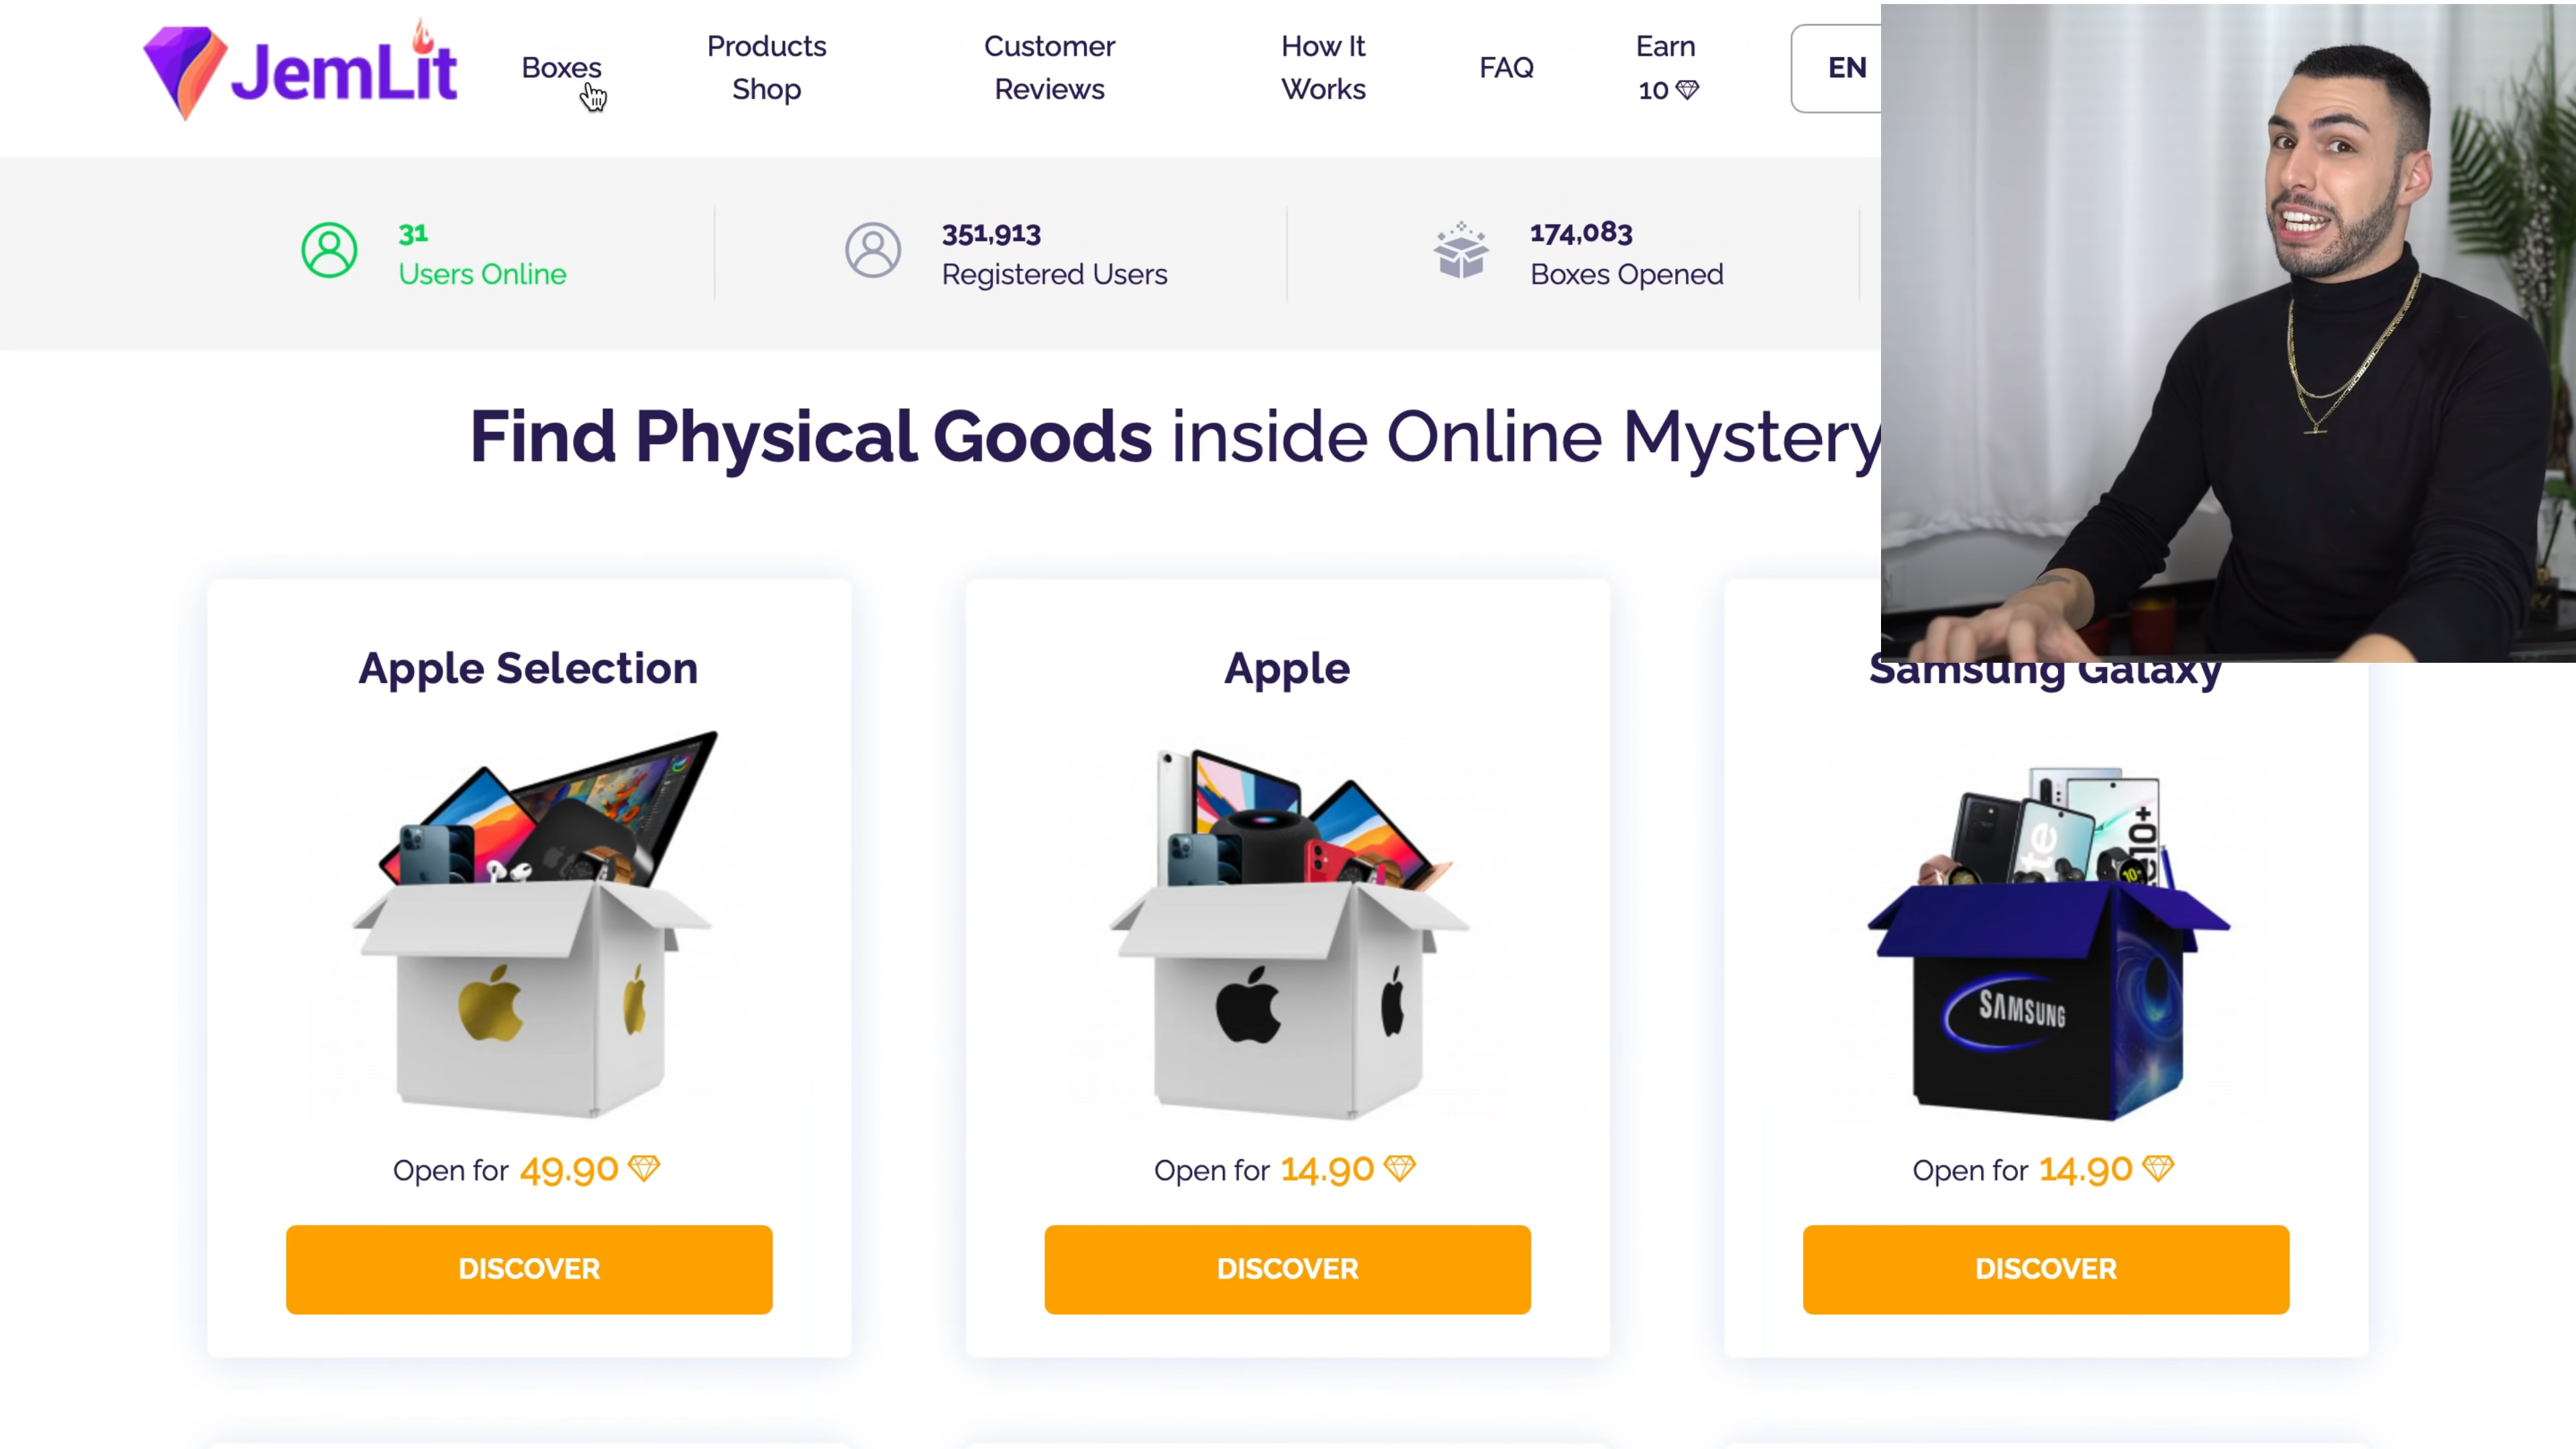 JemLit
Boxes
Products
Shop
Customer
Reviews
How It
Works
FAQ
Earn
10
EN
31
Users Online
351,913
Registered Users
174,083
Boxes Opened
Find Physical Goods inside Online Mystery
Apple Selection
Apple
Samsung Galaxy
SAMSUNG
Open for 49.90
Open for 14.90
Open for 14.90
DISCOVER
DISCOVER
DISCOVER